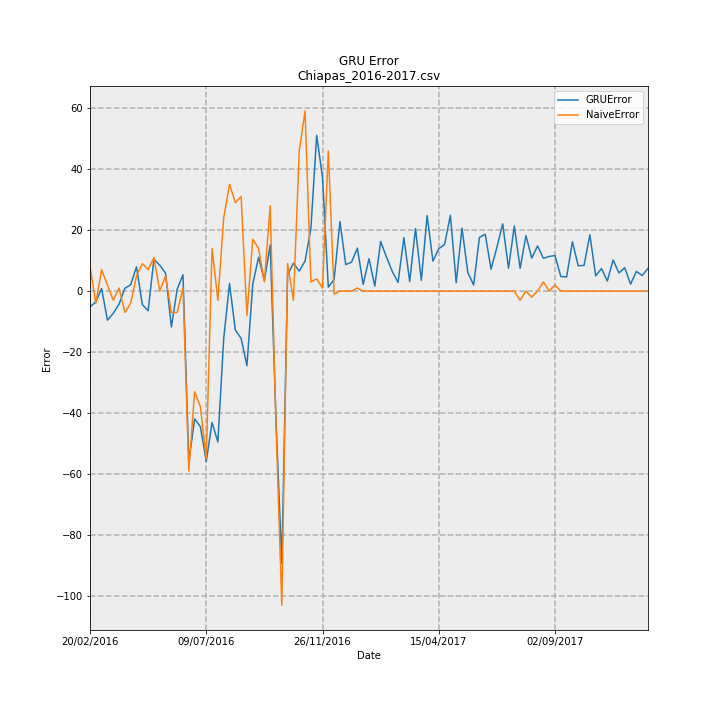 GRU Error
Chiapas_2016-2017.csv
GRUError
NaiveError
60
40
20
0
−20
−40
−60
−80
−100
Error
20/02/2016
09/07/2016
26/11/2016
15/04/2017
02/09/2017
Date